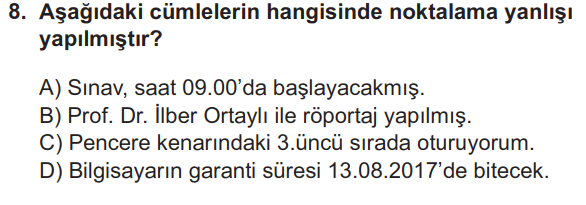 8. Aşağıdaki cümlelerin hangisinde noktalama yanlışı
yapılmıştır?
A) Sınav, saat 09.00’da başlayacakmış.
B) Prof. Dr. İlber Ortaylı ile röportaj yapılmış.
C) Pencere kenarındaki 3.üncü sırada oturuyorum.
D) Bilgisayarın garanti süresi 13.08.2017’de bitecek.